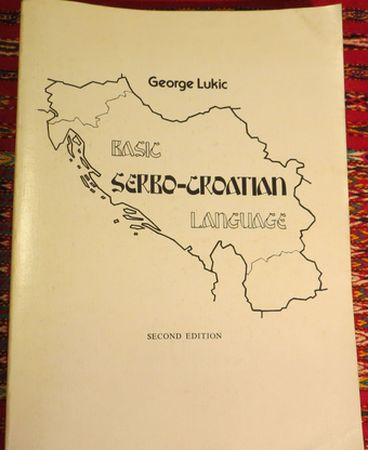 George Lukic
BASIC
SERBO-CROATIAN
LANGUAGE
SECOND EDITION